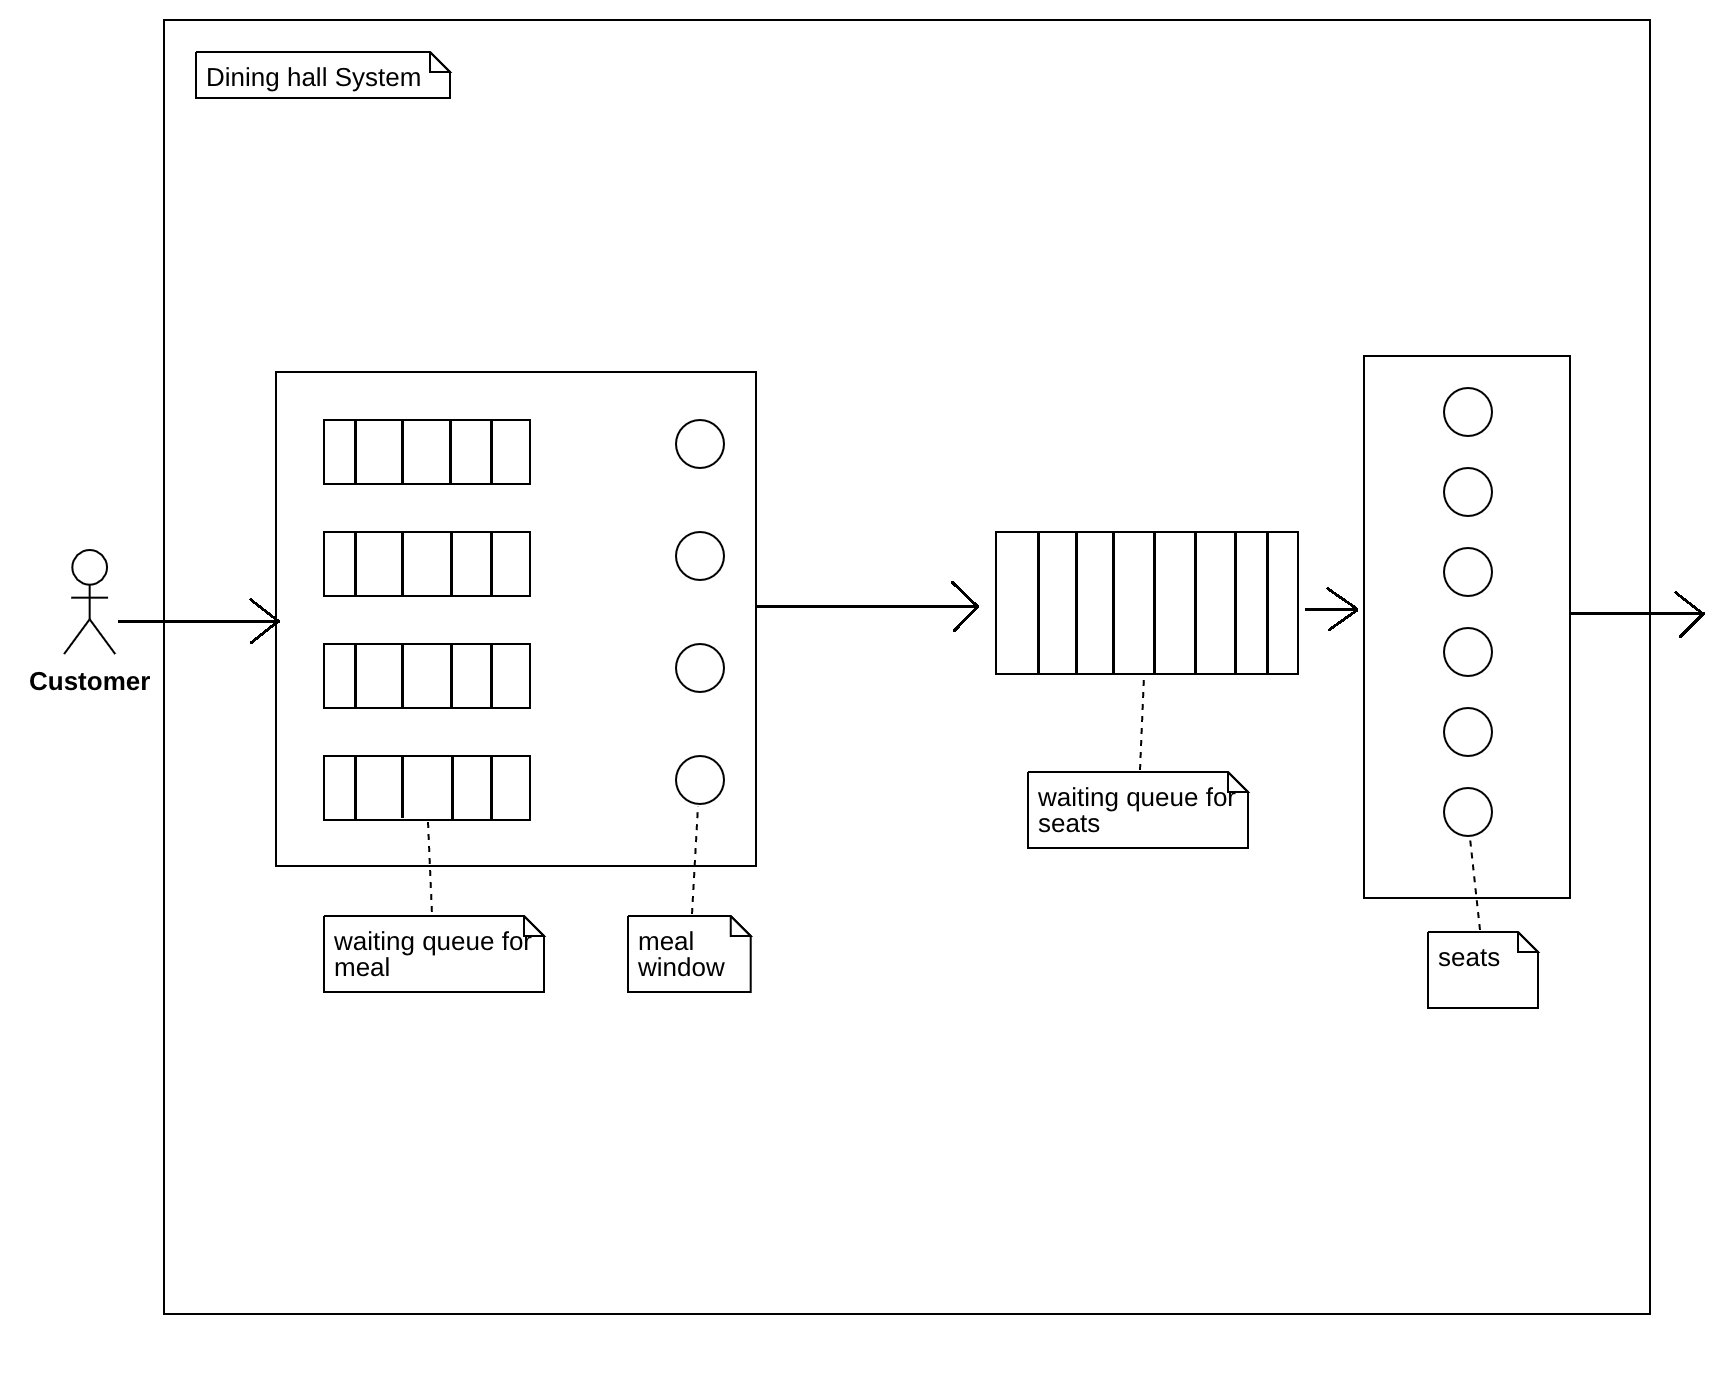 Dining hall System
Customer
waiting queue for
meal
meal
window
waiting queue for
seats
seats